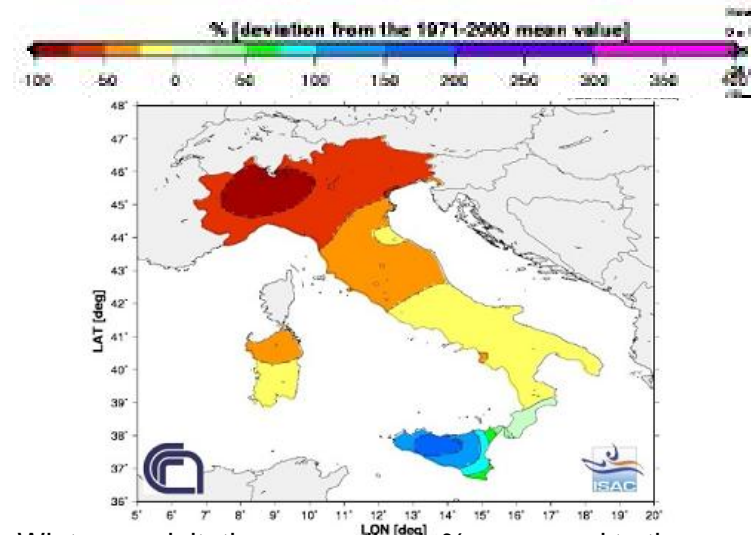 % [deviation from the 1971-2000 mean value]
-100 -50 0 50 100 150 200 250 300 350 400
48°
47°
46°
45°
44°
43°
42°
41°
40°
39°
38°
37°
36°
LAT [deg]
ISAC
5° 6° 7° 8° 9° 10° 11° 12° 13° 14° 15° 16° 17° 18° 19° 20°
LON [deg]